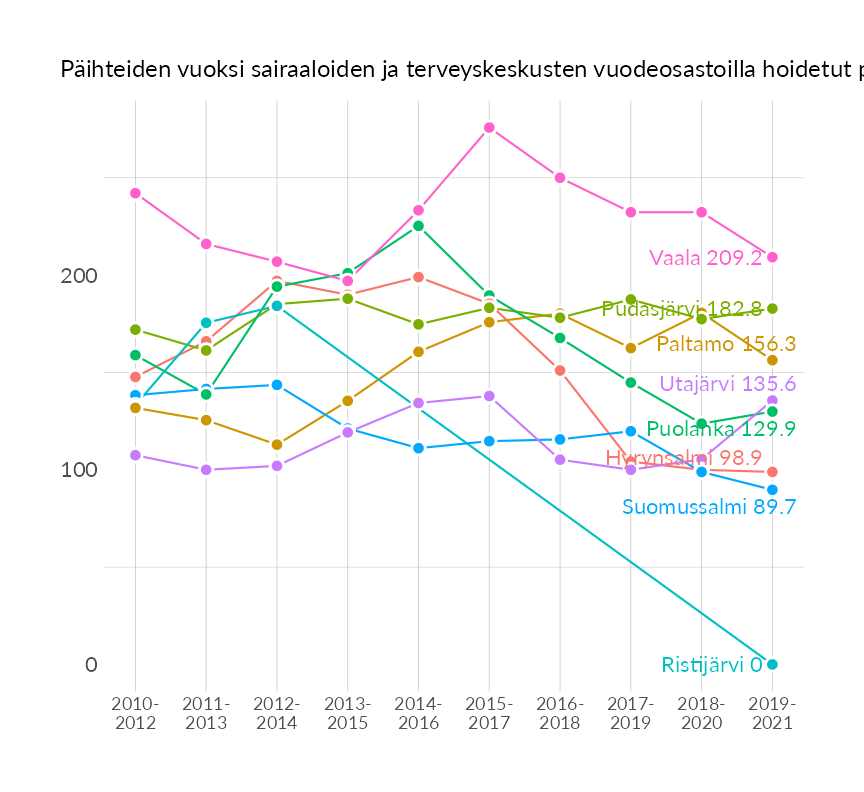 Päihteiden vuoksi sairaaloiden ja terveyskeskusten vuodeosastoilla hoidetut
Vaala 209.2
200
Pudasjärvi 182.8
Paltamo 156.3
Utajärvi 135.6
Puolanka 129.9
Hyrynsalmi 98.9
100
Suomussalmi 89.7
0
Ristijärvi 0
2010- 2011- 2012- 2013- 2014- 2015- 2016- 2017- 2018- 2019-
2012 2013 2014 2015 2016 2017 2018 2019 2020 2021